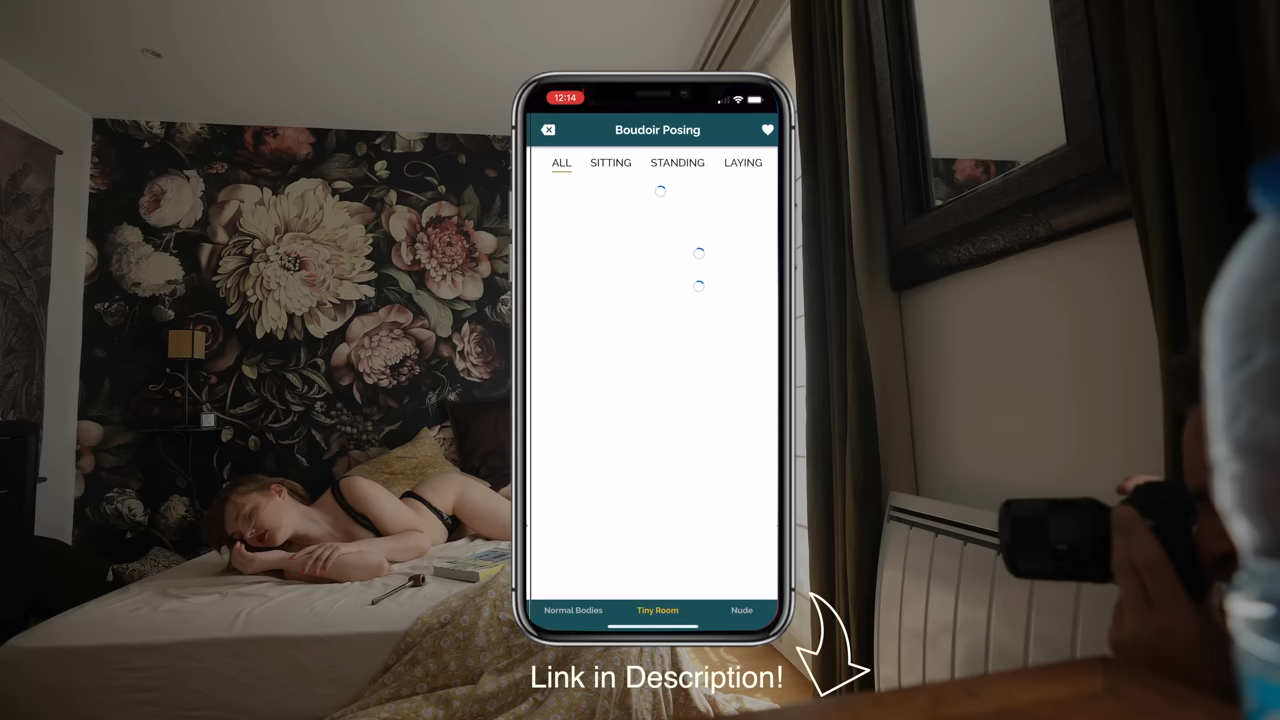 12:14
Boudoir Posing
ALL SITTING STANDING LAYING
Normal Bodies Tiny Room Nude
Link in Description!